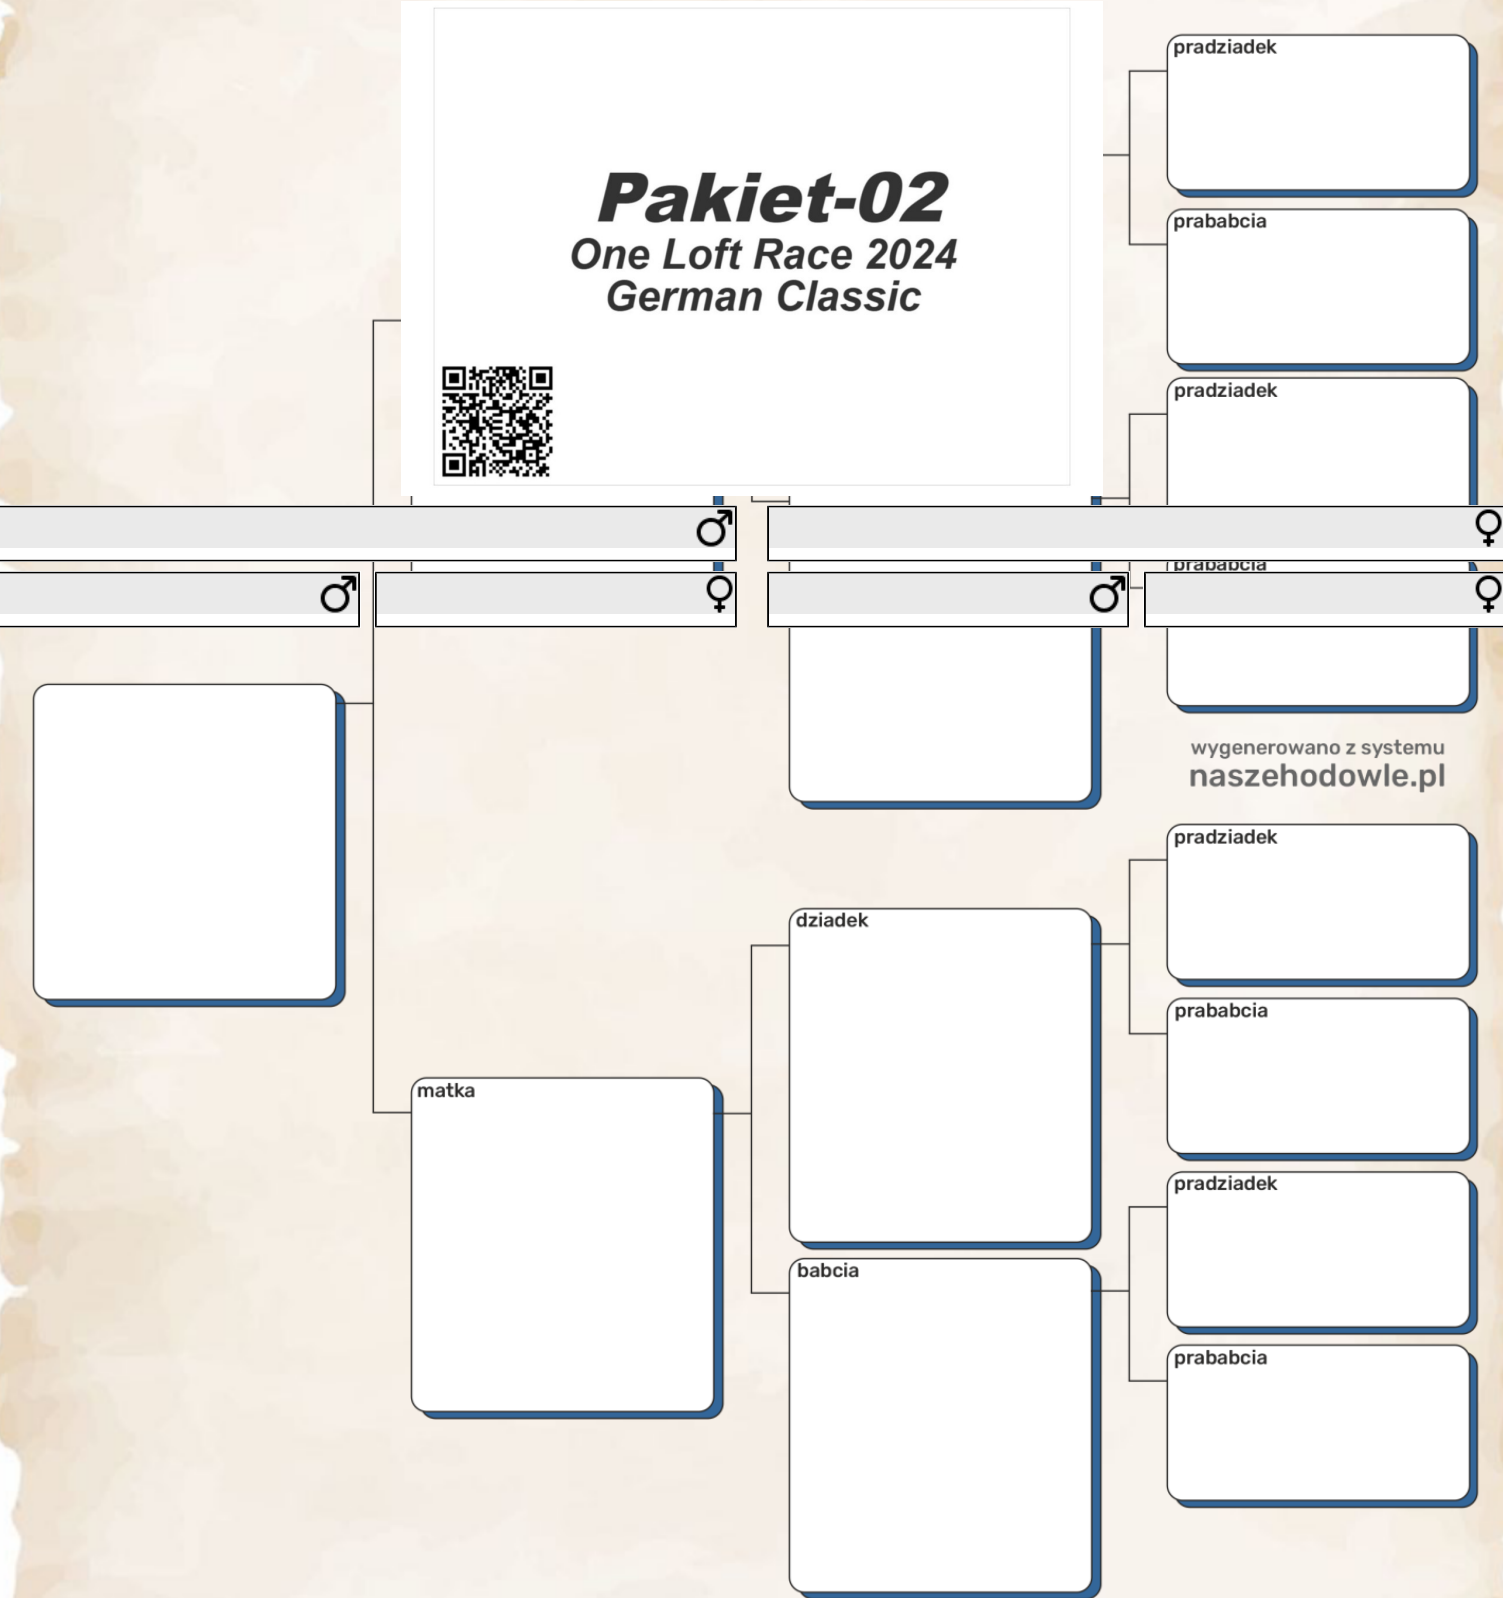 Pakiet-02
One Loft Race 2024
German Classic
pradziadek
prababcia
pradziadek
prababcia
wygenerowano z systemu
naszehodowle.pl
pradziadek
dziadek
prababcia
matka
pradziadek
babcia
prababcia